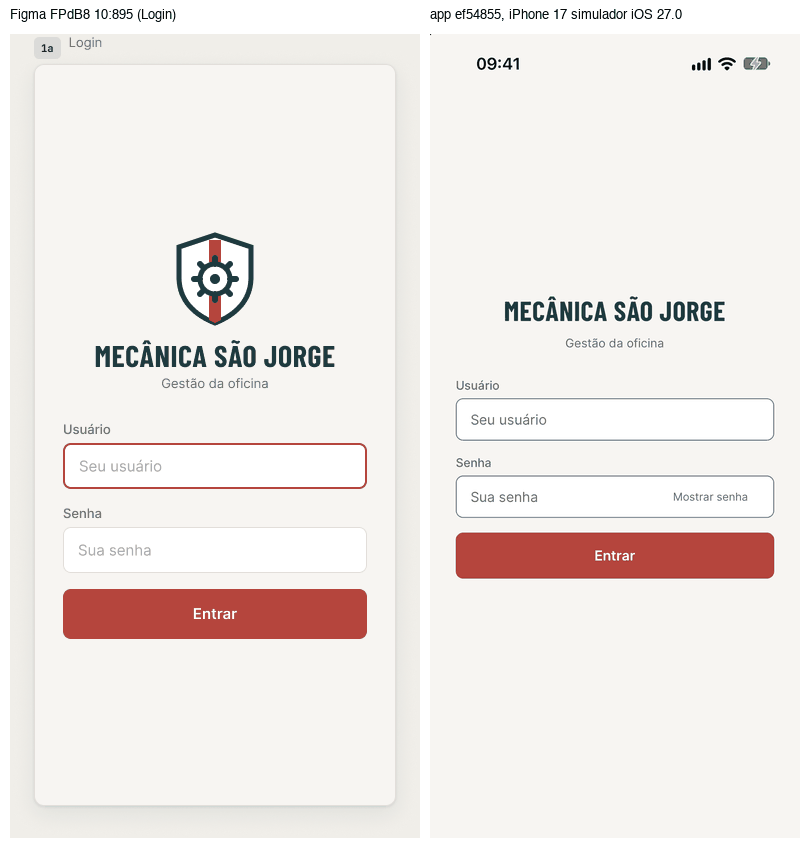 Figma FPdB8 10:895 (Login)
1a Login
MECÂNICA SÃO JORGE
Gestão da oficina
Usuário
Seu usuário
Senha
Sua senha
Entrar
app ef54855, iPhone 17 simulador iOS 27.0
09:41
MECÂNICA SÃO JORGE
Gestão da oficina
Usuário
Seu usuário
Senha
Sua senha Mostrar senha
Entrar